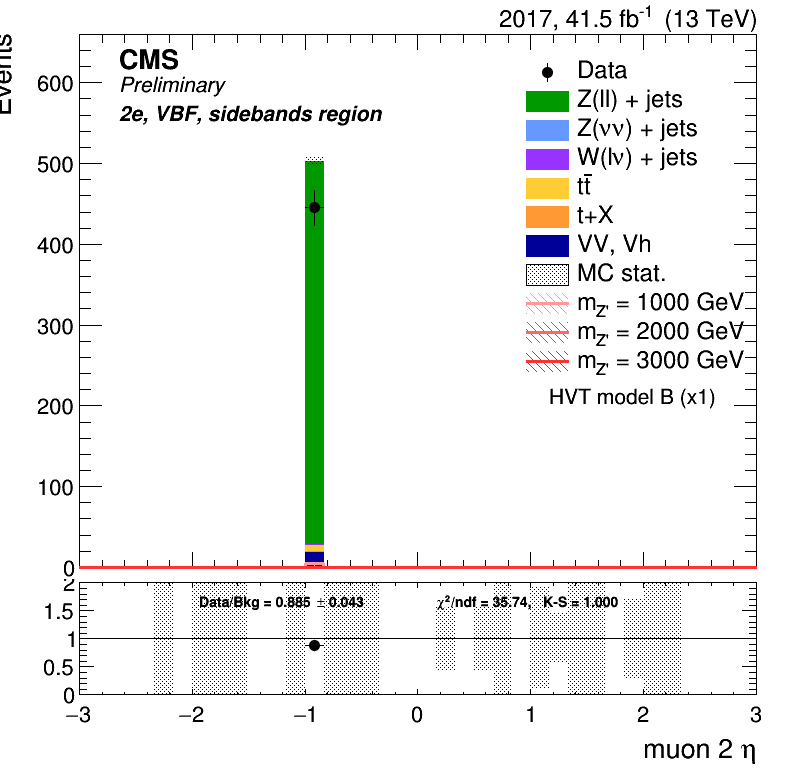 2017, 41.5 fb⁻¹ (13 TeV)
Events
CMS
Preliminary
2e, VBF, sidebands region
Data
Z(ll) + jets
Z(νν) + jets
W(lν) + jets
tt̄
t+X
VV, Vh
MC stat.
m_Z' = 1000 GeV
m_Z' = 2000 GeV
m_Z' = 3000 GeV
HVT model B (x1)
600
500
400
300
200
100
0
2
1.5
1
0.5
0
Data/Bkg = 0.885 ± 0.043 χ²/ndf = 35.74, K-S = 1.000
−3 −2 −1 0 1 2 3
muon 2 η